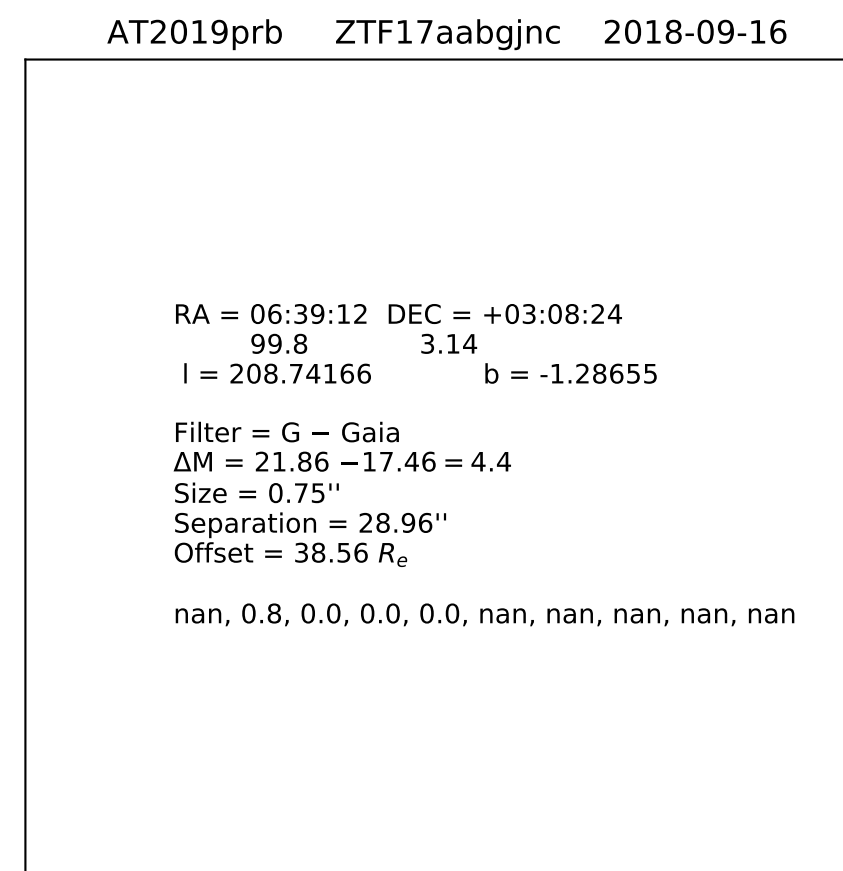 AT2019prb ZTF17aabgjnc 2018-09-16
RA = 06:39:12 DEC = +03:08:24
99.8 3.14
l = 208.74166 b = -1.28655
Filter = G − Gaia
ΔM = 21.86 −17.46 = 4.4
Size = 0.75''
Separation = 28.96''
Offset = 38.56 Rₑ
nan, 0.8, 0.0, 0.0, 0.0, nan, nan, nan, nan, nan